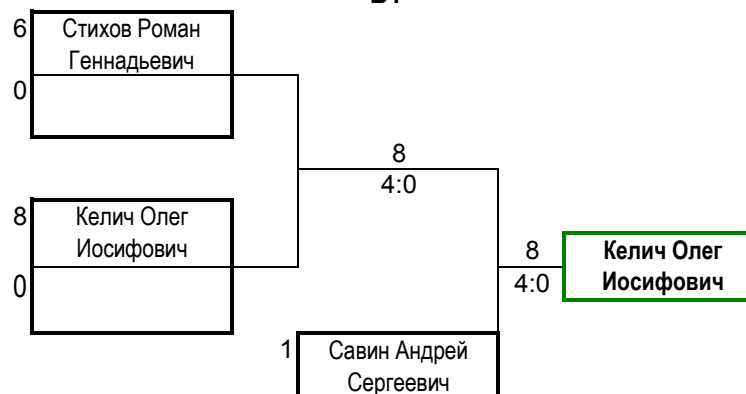 6
Стихов Роман
Геннадьевич
0
8
4:0
8
Келич Олег
Иосифович
0
8
4:0
Келич Олег
Иосифович
1
Савин Андрей
Сергеевич